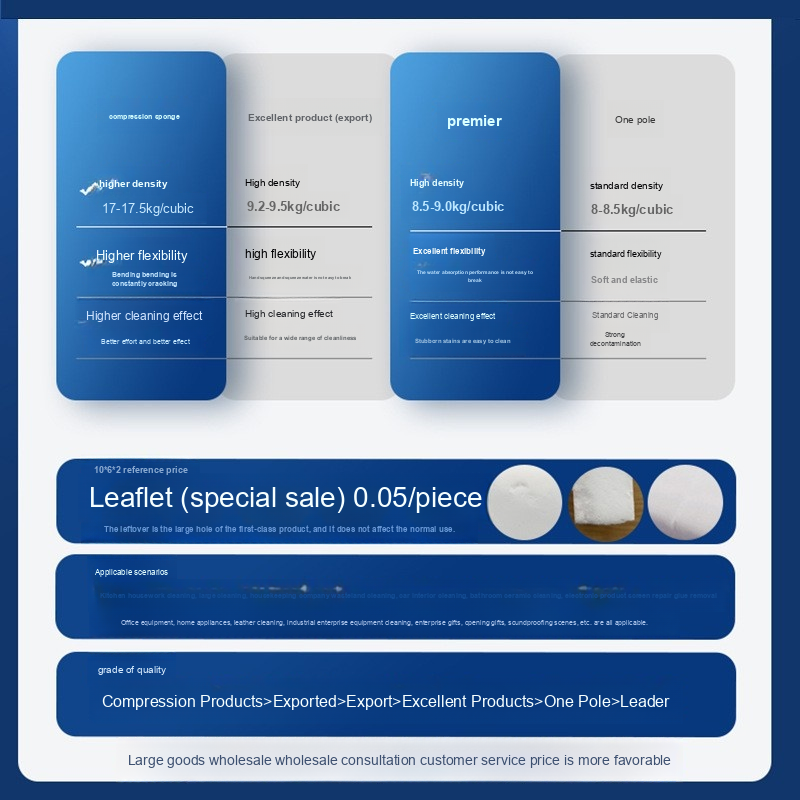 compression sponge
higher density
17-17.5kg/cubic
Higher flexibility
Bending bending is
constantly cracking
Higher cleaning effect
Better effort and better effect
Excellent product (export)
High density
9.2-9.5kg/cubic
high flexibility
High cleaning effect
Suitable for a wide range of cleanliness
premier
High density
8.5-9.0kg/cubic
Excellent flexibility
The water absorption performance is not easy to
break
Excellent cleaning effect
Stubborn stains are easy to clean
One pole
standard density
8-8.5kg/cubic
standard flexibility
Soft and elastic
Standard Cleaning
Strong
decontamination
10*6*2 reference price
Leaflet (special sale) 0.05/piece
The leftover is the large hole of the first-class product, and it does not affect the normal use.
Applicable scenarios
Office equipment, home appliances, leather cleaning, industrial enterprise equipment cleaning, enterprise gifts, opening gifts, soundproofing scenes, etc. are all applicable.
grade of quality
Compression Products>Exported>Export>Excellent Products>One Pole>Leader
Large goods wholesale wholesale consultation customer service price is more favorable